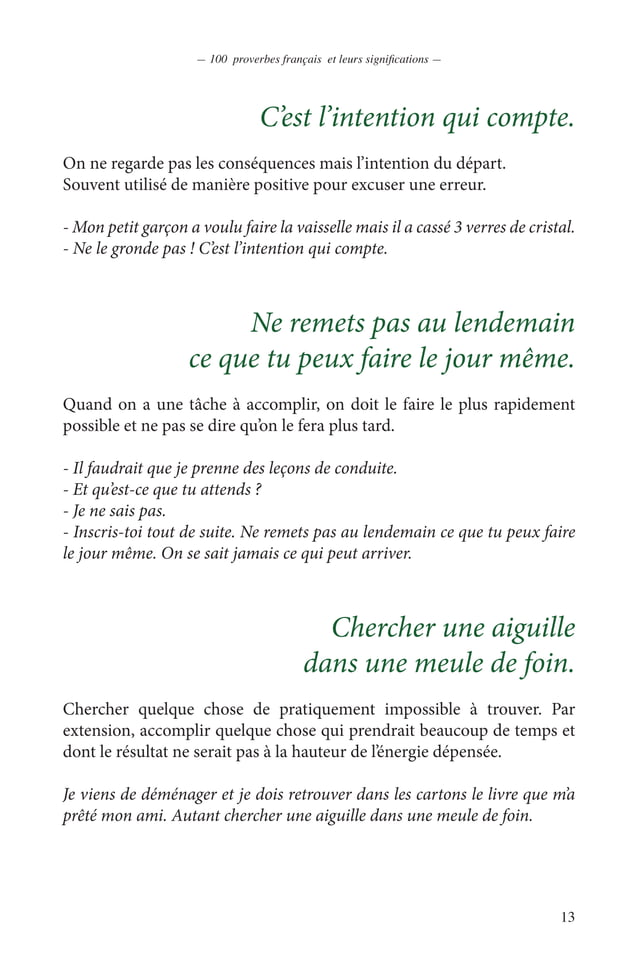 — 100 proverbes français et leurs significations —
C’est l’intention qui compte.
On ne regarde pas les conséquences mais l’intention du départ.
Souvent utilisé de manière positive pour excuser une erreur.
- Mon petit garçon a voulu faire la vaisselle mais il a cassé 3 verres de cristal.
- Ne le gronde pas ! C’est l’intention qui compte.
Ne remets pas au lendemain
ce que tu peux faire le jour même.
Quand on a une tâche à accomplir, on doit le faire le plus rapidement
possible et ne pas se dire qu’on le fera plus tard.
- Il faudrait que je prenne des leçons de conduite.
- Et qu’est-ce que tu attends ?
- Je ne sais pas.
- Inscris-toi tout de suite. Ne remets pas au lendemain ce que tu peux faire
le jour même. On se sait jamais ce qui peut arriver.
Chercher une aiguille
dans une meule de foin.
Chercher quelque chose de pratiquement impossible à trouver. Par
extension, accomplir quelque chose qui prendrait beaucoup de temps et
dont le résultat ne serait pas à la hauteur de l’énergie dépensée.
Je viens de déménager et je dois retrouver dans les cartons le livre que m’a
prêté mon ami. Autant chercher une aiguille dans une meule de foin.
13